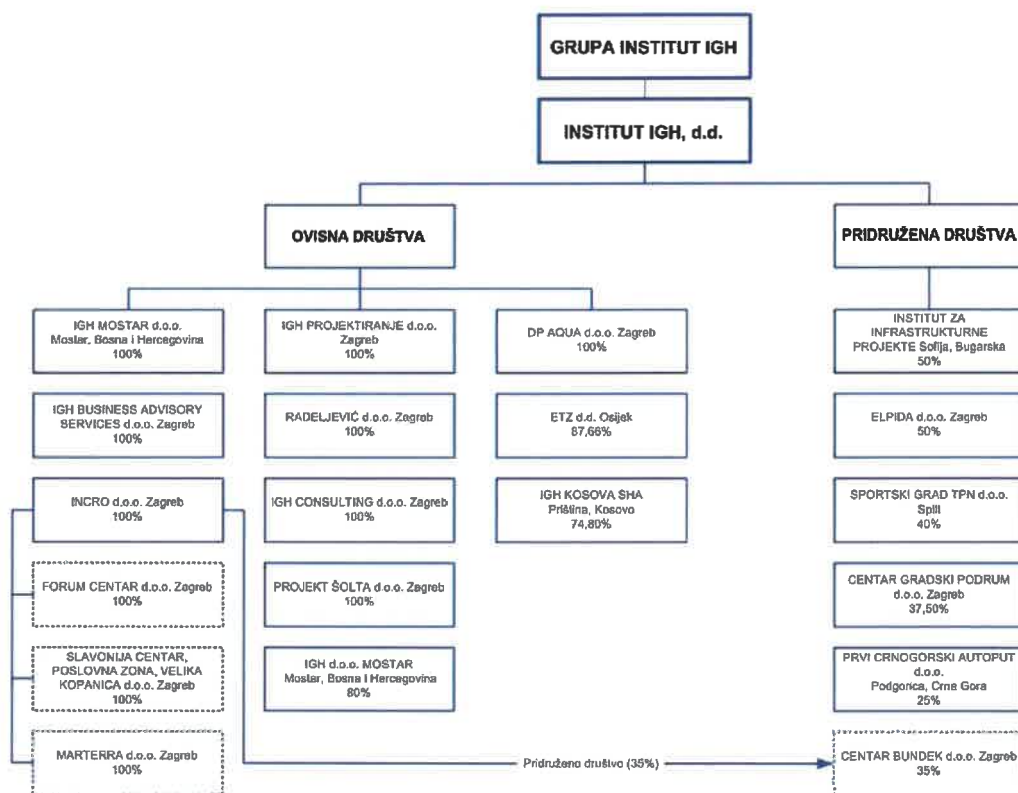 GRUPA INSTITUT IGH
INSTITUT IGH, d.d.
OVISNA DRUŠTVA
PRIDRUŽENA DRUŠTVA
IGH MOSTAR d.o.o.
Mostar, Bosna i Hercegovina
100%
IGH PROJEKTIRANJE d.o.o.
Zagreb
100%
DP AQUA d.o.o. Zagreb
100%
INSTITUT ZA
INFRASTRUKTURNE
PROJEKTE Sofija, Bugarska
50%
IGH BUSINESS ADVISORY
SERVICES d.o.o. Zagreb
100%
RADELJEVIĆ d.o.o. Zagreb
100%
ETZ d.d. Osijek
87,66%
ELPIDA d.o.o. Zagreb
50%
INCRO d.o.o. Zagreb
100%
IGH CONSULTING d.o.o. Zagreb
100%
IGH KOSOVA SHA
Priština, Kosovo
74,80%
SPORTSKI GRAD TPN d.o.o.
Split
40%
FORUM CENTAR d.o.o. Zagreb
100%
PROJEKT ŠOLTA d.o.o. Zagreb
100%
CENTAR GRADSKI PODRUM
d.o.o. Zagreb
37,50%
SLAVONIJA CENTAR,
POSLOVNA ZONA, VELIKA
KOPANICA d.o.o. Zagreb
100%
IGH d.o.o. MOSTAR
Mostar, Bosna i Hercegovina
80%
PRVI CRNOGORSKI AUTOPUT
d.o.o.
Podgorica, Crna Gora
25%
MARTERRA d.o.o. Zagreb
100%
Pridruženo društvo (35%)
CENTAR BUNDEK d.o.o. Zagreb
35%